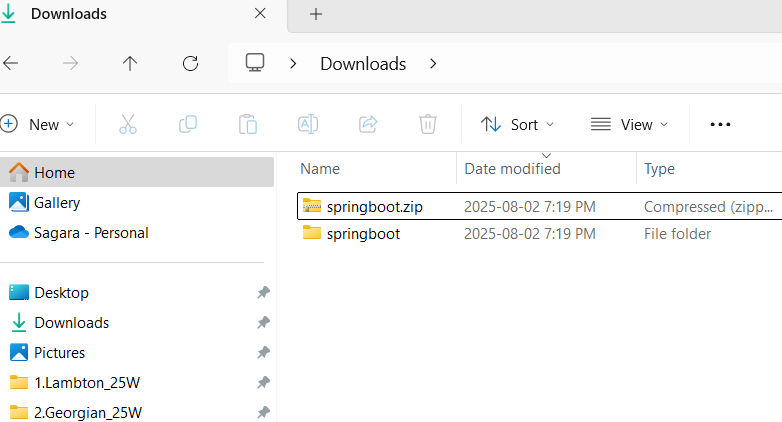 Downloads
Downloads
New
Sort
View
Home
Gallery
Sagara - Personal
Desktop
Downloads
Pictures
1.Lambton_25W
2.Georgian_25W
Name Date modified Type
springboot.zip 2025-08-02 7:19 PM Compressed (zipp...
springboot 2025-08-02 7:19 PM File folder